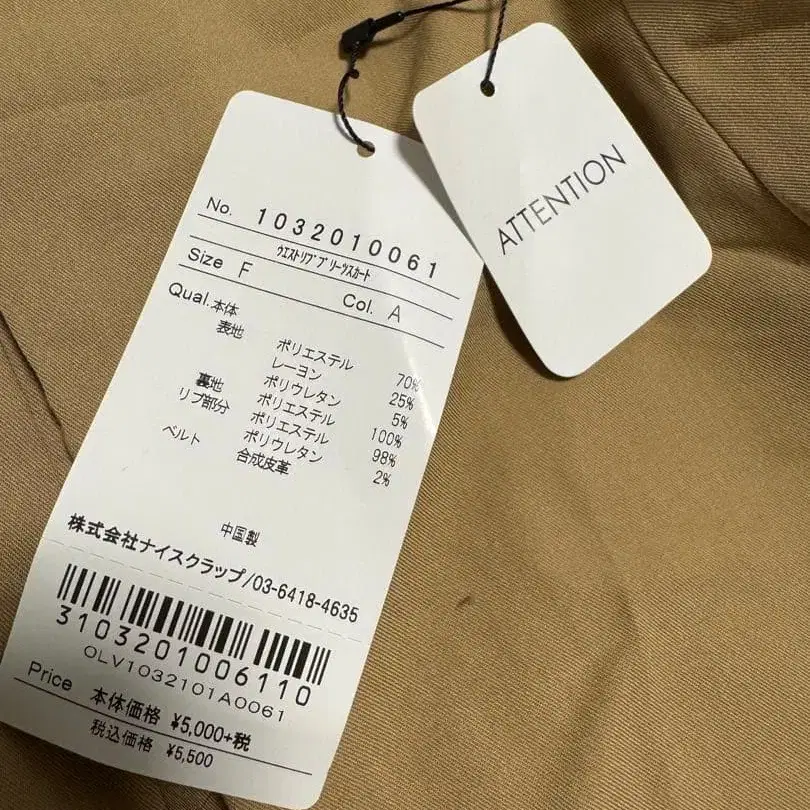 No. 1032010061
ウエストリブプリーツスカート
Size F Col. A
Qual.本体
表地 ポリエステル 70%
レーヨン 25%
ポリウレタン 5%
裏地 ポリエステル 100%
リブ部分 ポリエステル 98%
ポリウレタン 2%
ベルト 合成皮革
中国製
株式会社ナイスクラップ/03-6418-4635
3103201006110
OLV1032101A0061
Price 本体価格 ¥5,000+税
税込価格 ¥5,500
ATTENTION